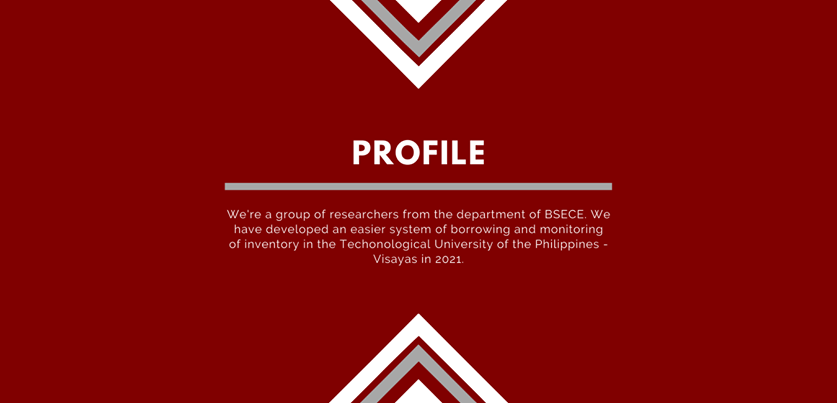 PROFILE
We're a group of researchers from the department of BSECE. We
have developed an easier system of borrowing and monitoring
of inventory in the Techonological University of the Philippines -
Visayas in 2021.